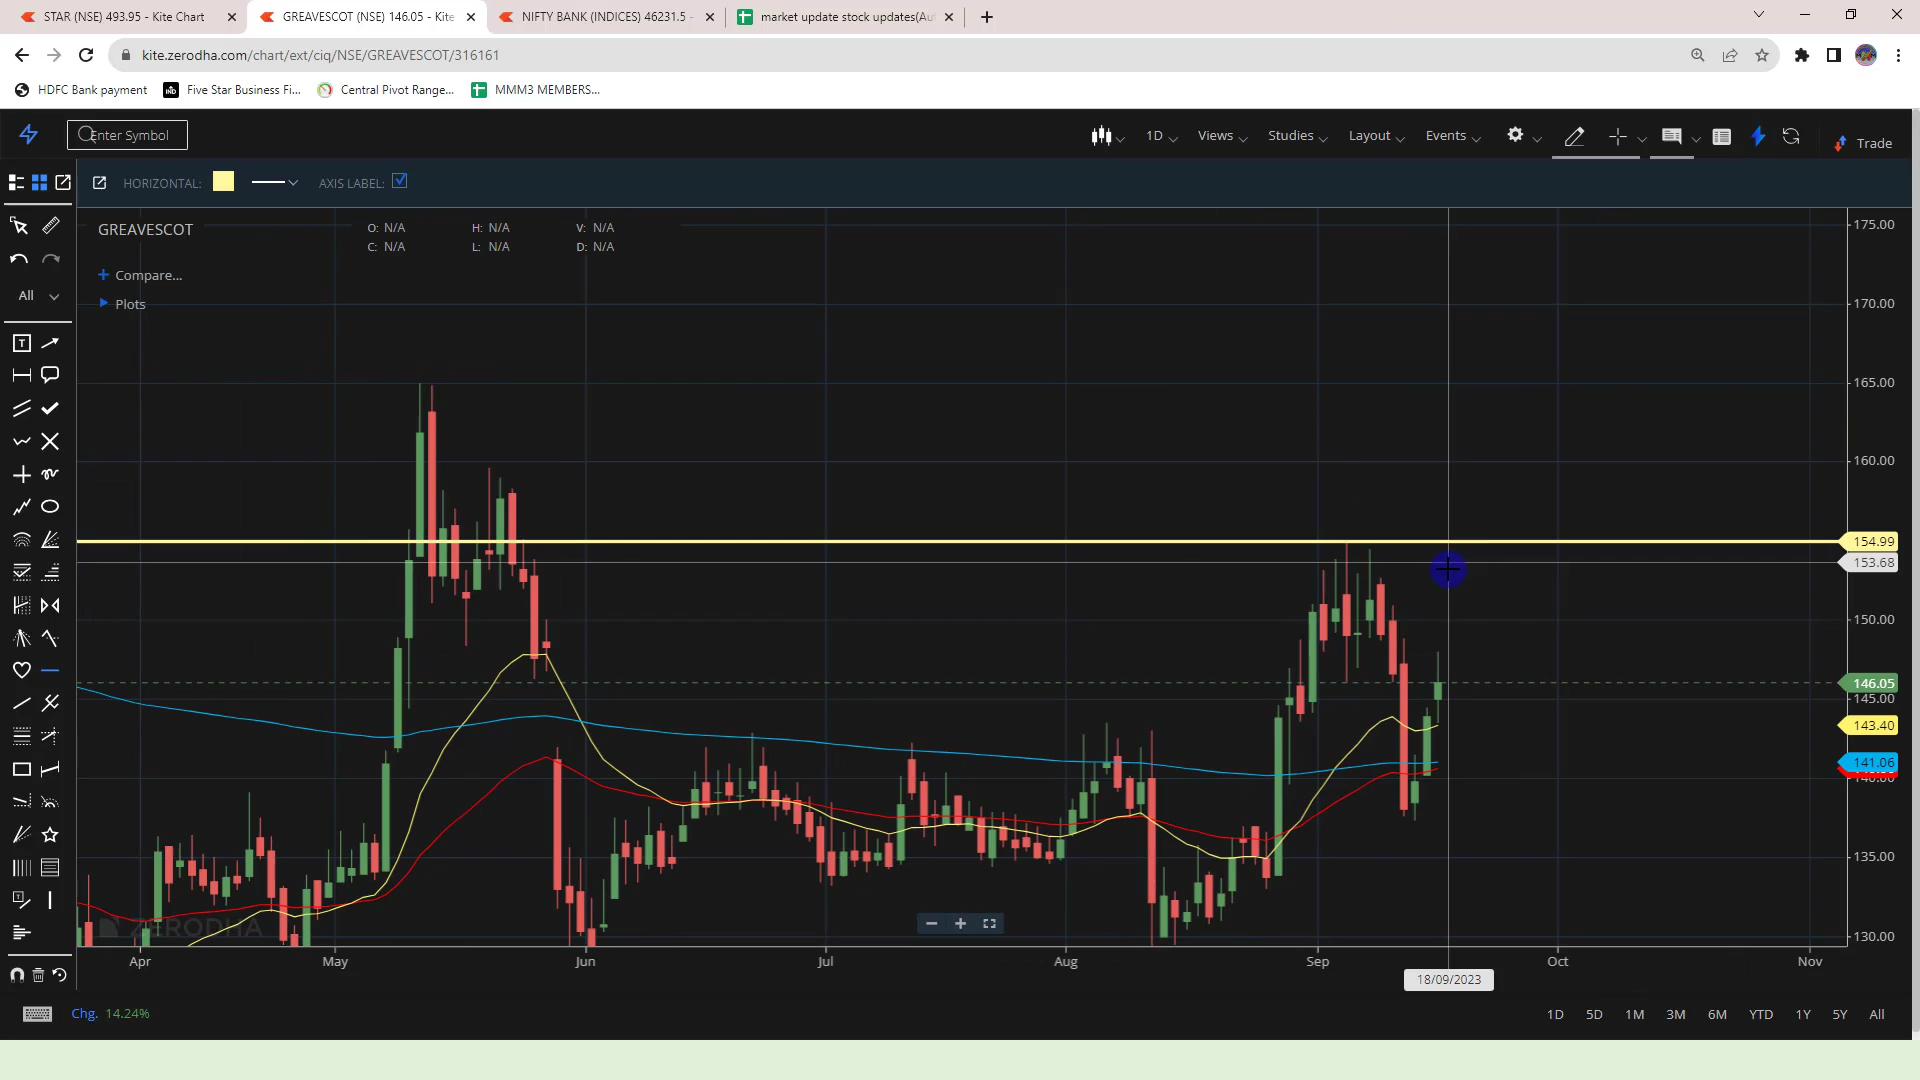 STAR (NSE) 493.95 - Kite Chart
GREAVESCOT (NSE) 146.05 - Kite
NIFTY BANK (INDICES) 46231.5 -
market update stock updates(Au
kite.zerodha.com/chart/ext/ciq/NSE/GREAVESCOT/316161
HDFC Bank payment
Five Star Business Fi...
Central Pivot Range...
MMM3 MEMBERS...
Enter Symbol
1D
Views
Studies
Layout
Events
Trade
HORIZONTAL:
AXIS LABEL:
GREAVESCOT
O: N/A H: N/A V: N/A
C: N/A L: N/A D: N/A
+ Compare...
Plots
All
175.00
170.00
165.00
160.00
154.99
153.68
150.00
146.05
145.00
143.40
141.06
140.00
135.00
130.00
ZERODHA
Apr May Jun Jul Aug Sep Oct Nov
18/09/2023
Chg. 14.24%
1D 5D 1M 3M 6M YTD 1Y 5Y All